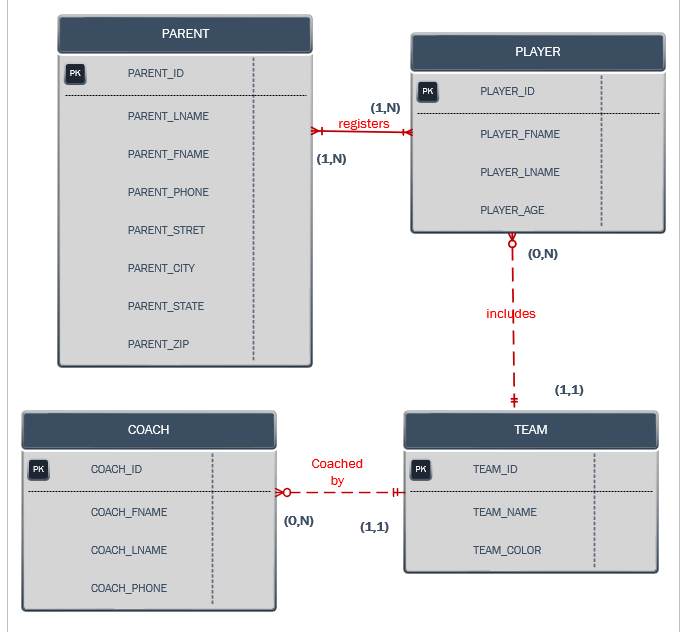 PARENT
PK PARENT_ID
PARENT_LNAME
PARENT_FNAME
PARENT_PHONE
PARENT_STRET
PARENT_CITY
PARENT_STATE
PARENT_ZIP
(1,N)
registers
(1,N)
PLAYER
PK PLAYER_ID
PLAYER_FNAME
PLAYER_LNAME
PLAYER_AGE
(0,N)
includes
(1,1)
COACH
PK COACH_ID
COACH_FNAME
COACH_LNAME
COACH_PHONE
Coached
by
(0,N)
(1,1)
TEAM
PK TEAM_ID
TEAM_NAME
TEAM_COLOR